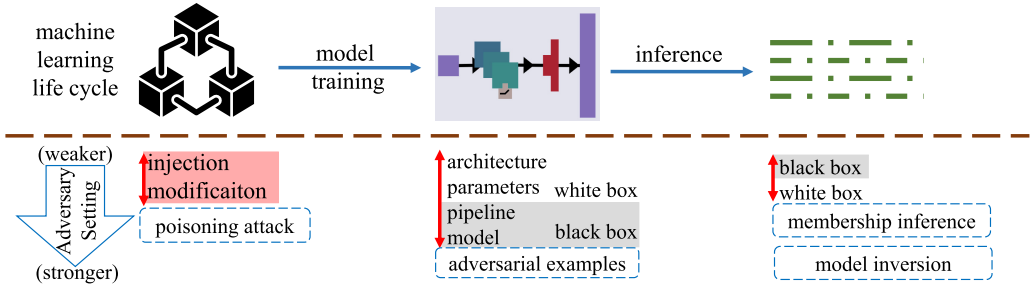 machine
learning
life cycle
model
training
inference
(weaker)
Adversary
Setting
(stronger)
injection
modificaiton
poisoning attack
architecture
parameters white box
pipeline
model black box
adversarial examples
black box
white box
membership inference
model inversion